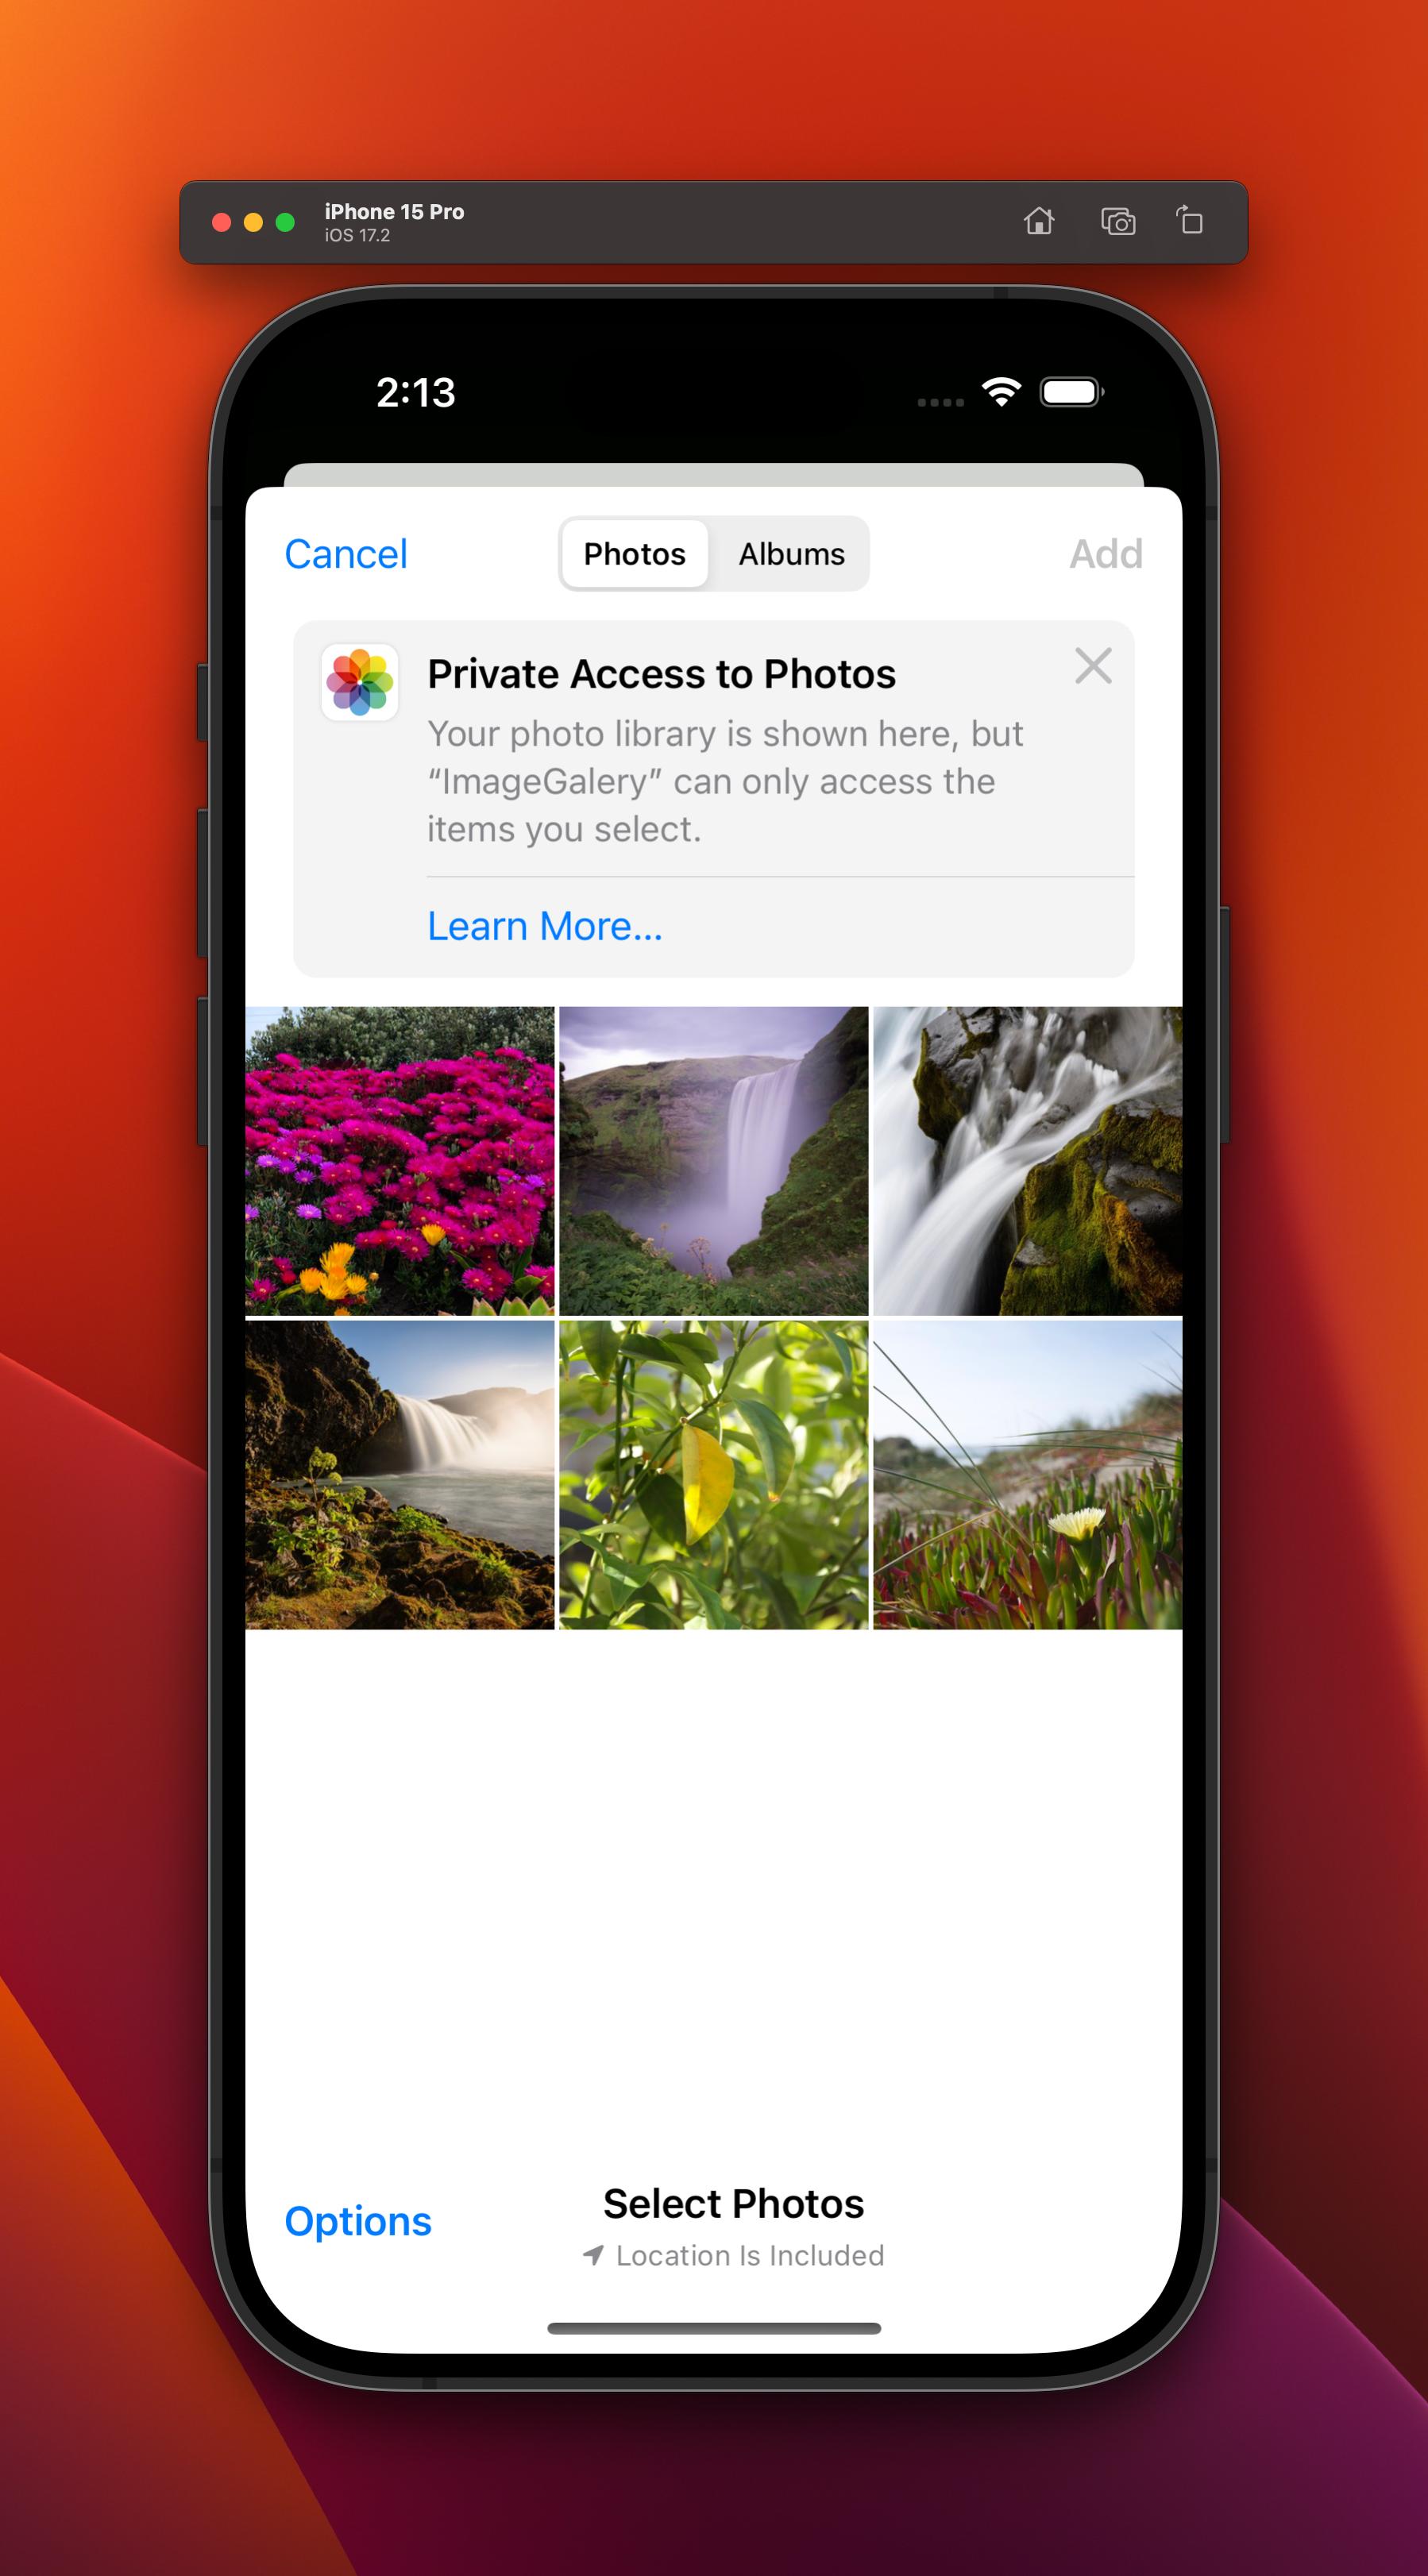 iPhone 15 Pro
iOS 17.2
2:13
Cancel
Photos
Albums
Add
Private Access to Photos
Your photo library is shown here, but
“ImageGalery” can only access the
items you select.
Learn More...
Options
Select Photos
Location Is Included